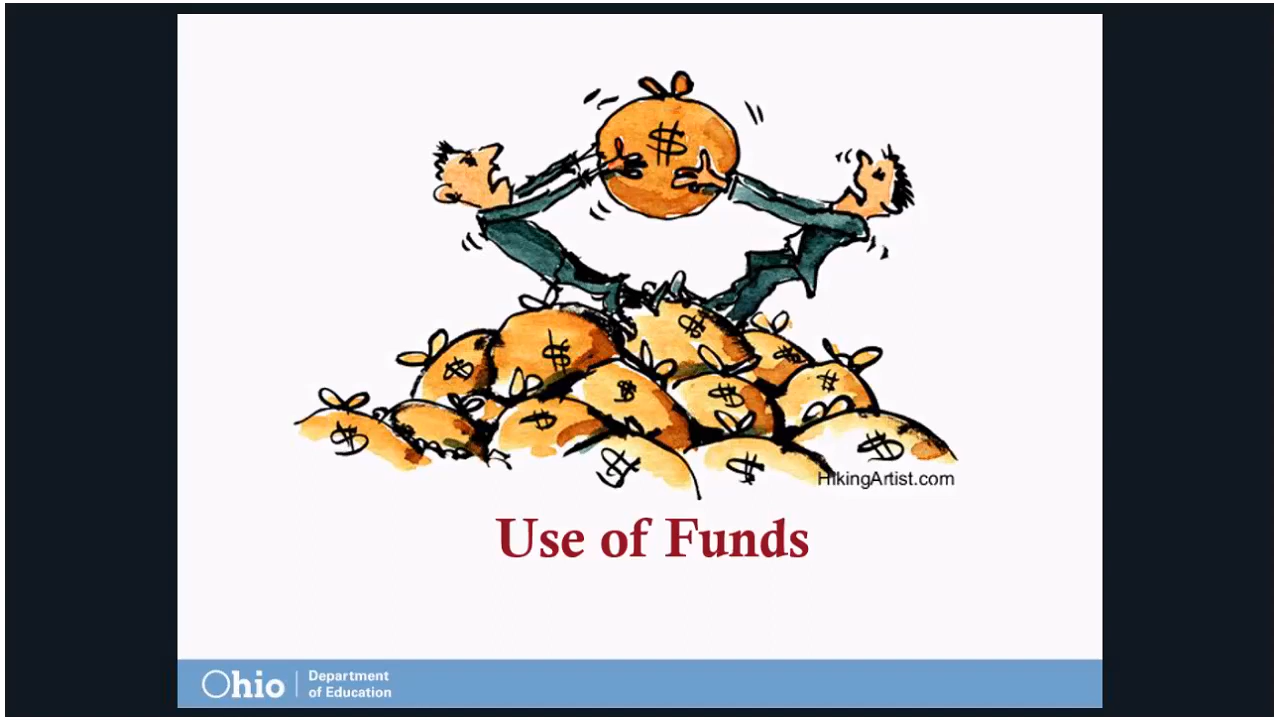 $
$
$
$
$
$
$
$
$
$
$
$
$
$
HikingArtist.com
Use of Funds
Ohio
Department
of Education